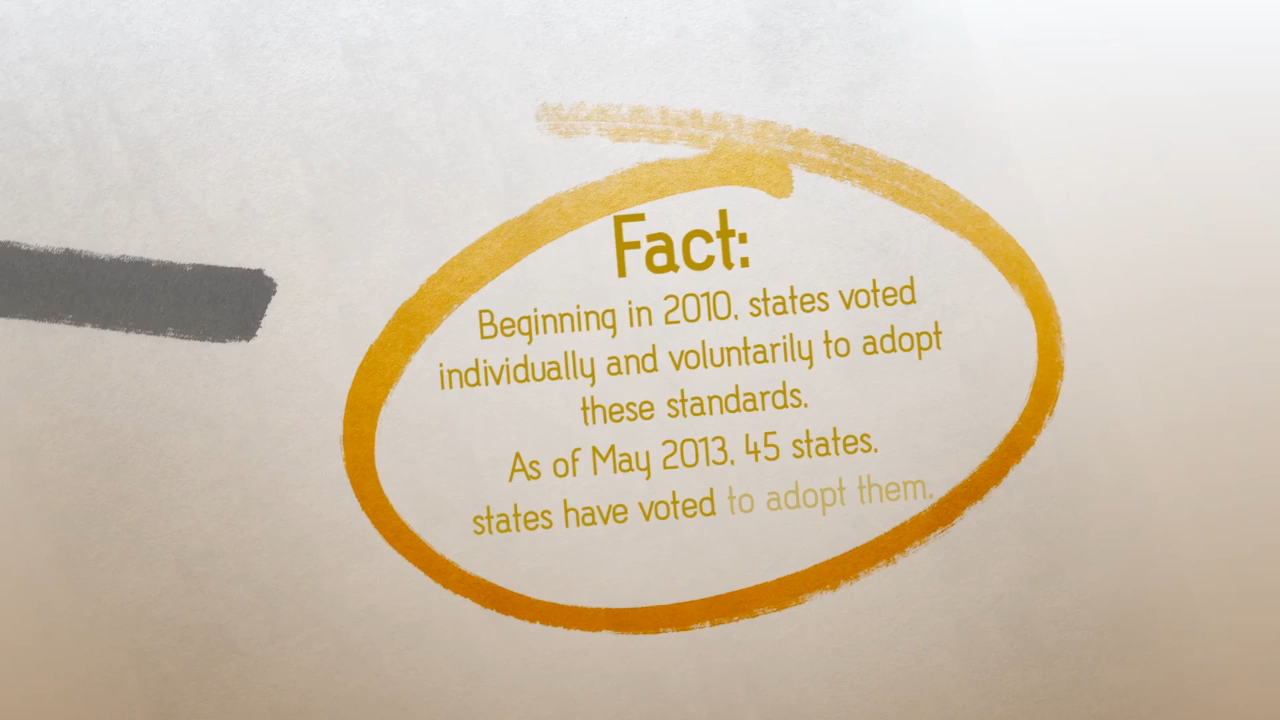 Fact:
Beginning in 2010, states voted
individually and voluntarily to adopt
these standards.
As of May 2013, 45 states,
states have voted to adopt them.